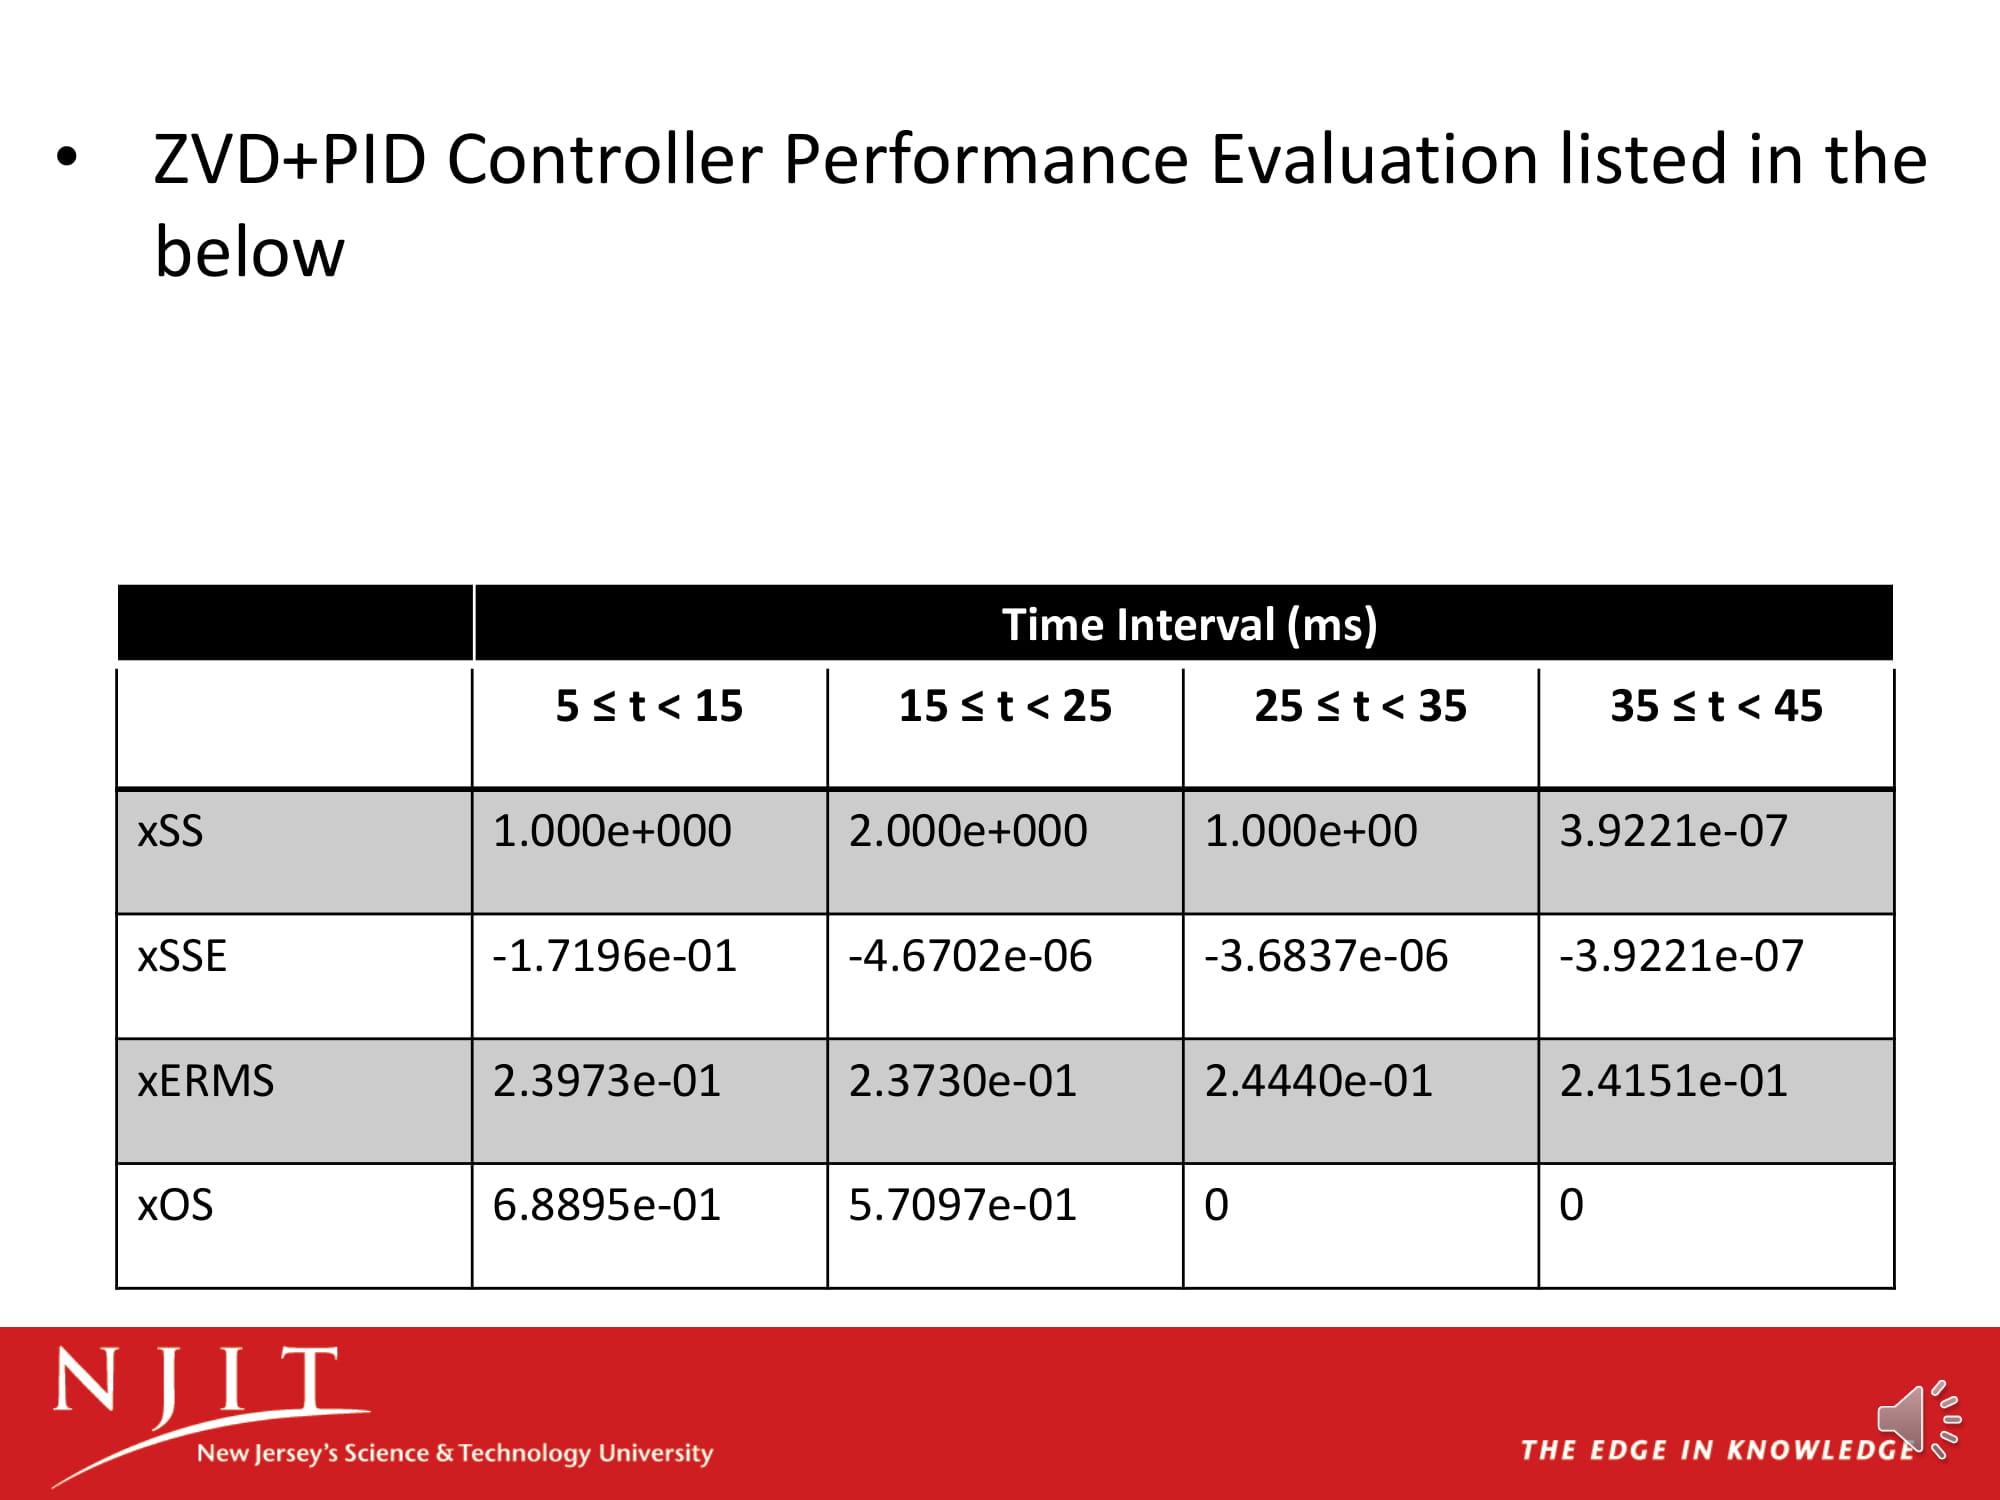 • ZVD+PID Controller Performance Evaluation listed in the
below
Time Interval (ms)
5 ≤ t < 15 15 ≤ t < 25 25 ≤ t < 35 35 ≤ t < 45
xSS 1.000e+000 2.000e+000 1.000e+00 3.9221e-07
xSSE -1.7196e-01 -4.6702e-06 -3.6837e-06 -3.9221e-07
xERMS 2.3973e-01 2.3730e-01 2.4440e-01 2.4151e-01
xOS 6.8895e-01 5.7097e-01 0 0
NJIT
New Jersey's Science & Technology University
THE EDGE IN KNOWLEDGE